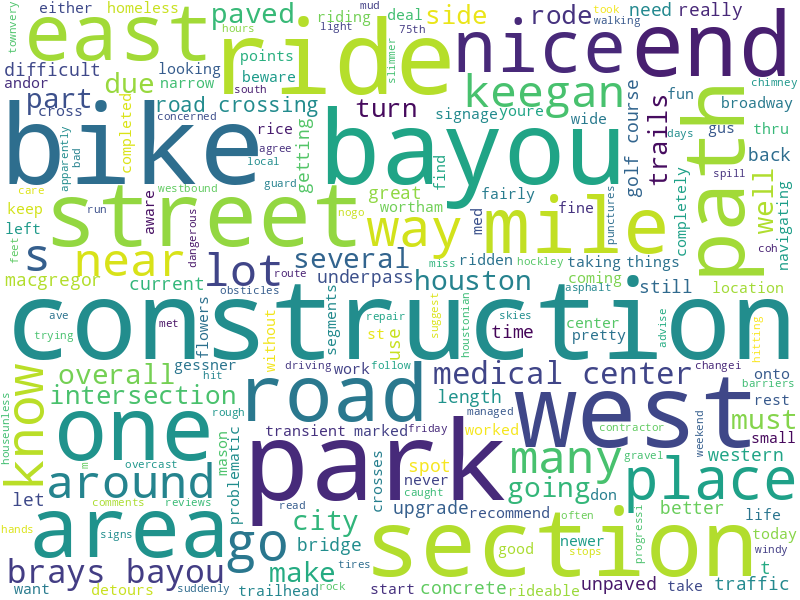 townvery
either homeless
mud
riding light
75th
rode
need
took
walking
really
east ride nice end
paved side deal
hours
slimmer
andor
difficult due looking
narrow
points
beware
part
cross
completed
road crossing
south
concerned
turn
keegan
signage youre
wide
golf course
trails
fun
broadway
gus
thru
chimney
days
back
bike bayou path
apparently
bad
rice
agree
local
guard
getting
find
fairly
spill
well
navigating
care
keep
left
run
westbound
aware
dangerous
great
wortham
nogo
med
fine
punctures
completely
coh
street way mile
feet
s near lot several
miss
ridden
hockley
taking things
macgregor
current
route
underpass houston
coming
asphalt
still
location
ave
trying
met
obstacles
flowers
without
repair
segments
st
use
suggest
houstonian
skies
time
center
pretty
advise
hitting
construction
gessner
hit
driving
work
follow
medical center
changei
onto
barriers
rest
houseunless
know
overall
intersection
rough
road
length
managed
west
must
small
one
mason
problematic
transient marked
friday
worked
contractor
weekend
western
m
overcast
around
park
crosses
spot
never
caught
many
gravel
place
let
comments
reviews
read
city
upgrade recommend
going
don
often
newer
progressi
better
life
today
hands
area
signs
go
bridge
good
stops
section
windy
t
brays bayou
make
tires
want
detours
suddenly
trailhead
rock
start concrete rideable
unpaved take traffic